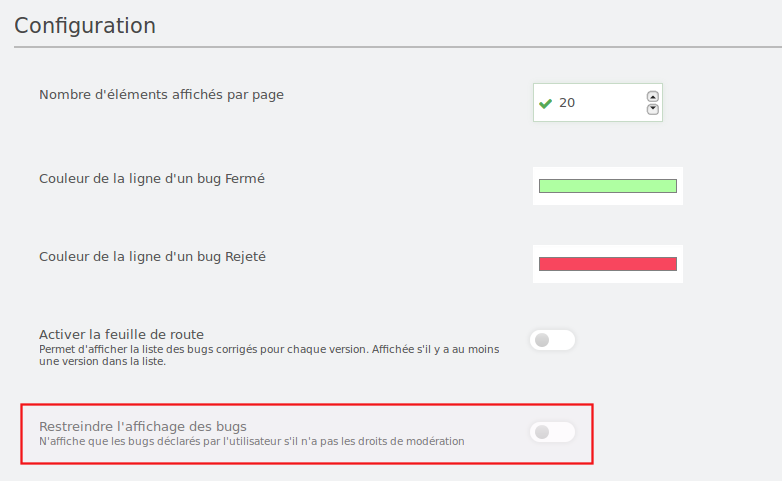 Configuration
Nombre d'éléments affichés par page
20
Couleur de la ligne d'un bug Fermé
Couleur de la ligne d'un bug Rejeté
Activer la feuille de route
Permet d'afficher la liste des bugs corrigés pour chaque version. Affichée s'il y a au moins
une version dans la liste.
Restreindre l'affichage des bugs
N'affiche que les bugs déclarés par l'utilisateur s'il n'a pas les droits de modération